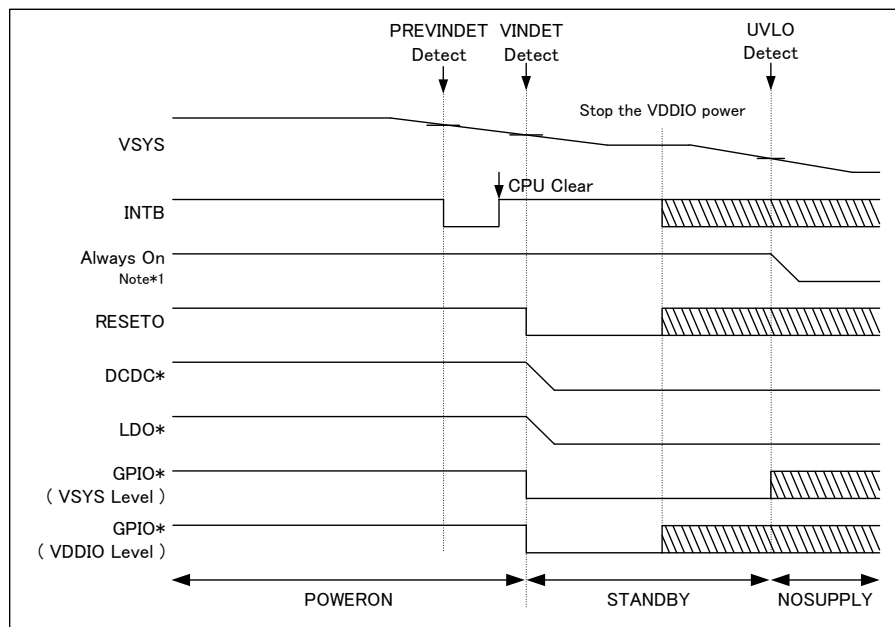 PREVINDET
Detect
VINDET
Detect
UVLO
Detect
Stop the VDDIO power
VSYS
CPU Clear
INTB
Always On
Note*1
RESETO
DCDC*
LDO*
GPIO*
( VSYS Level )
GPIO*
( VDDIO Level )
POWERON
STANDBY
NOSUPPLY